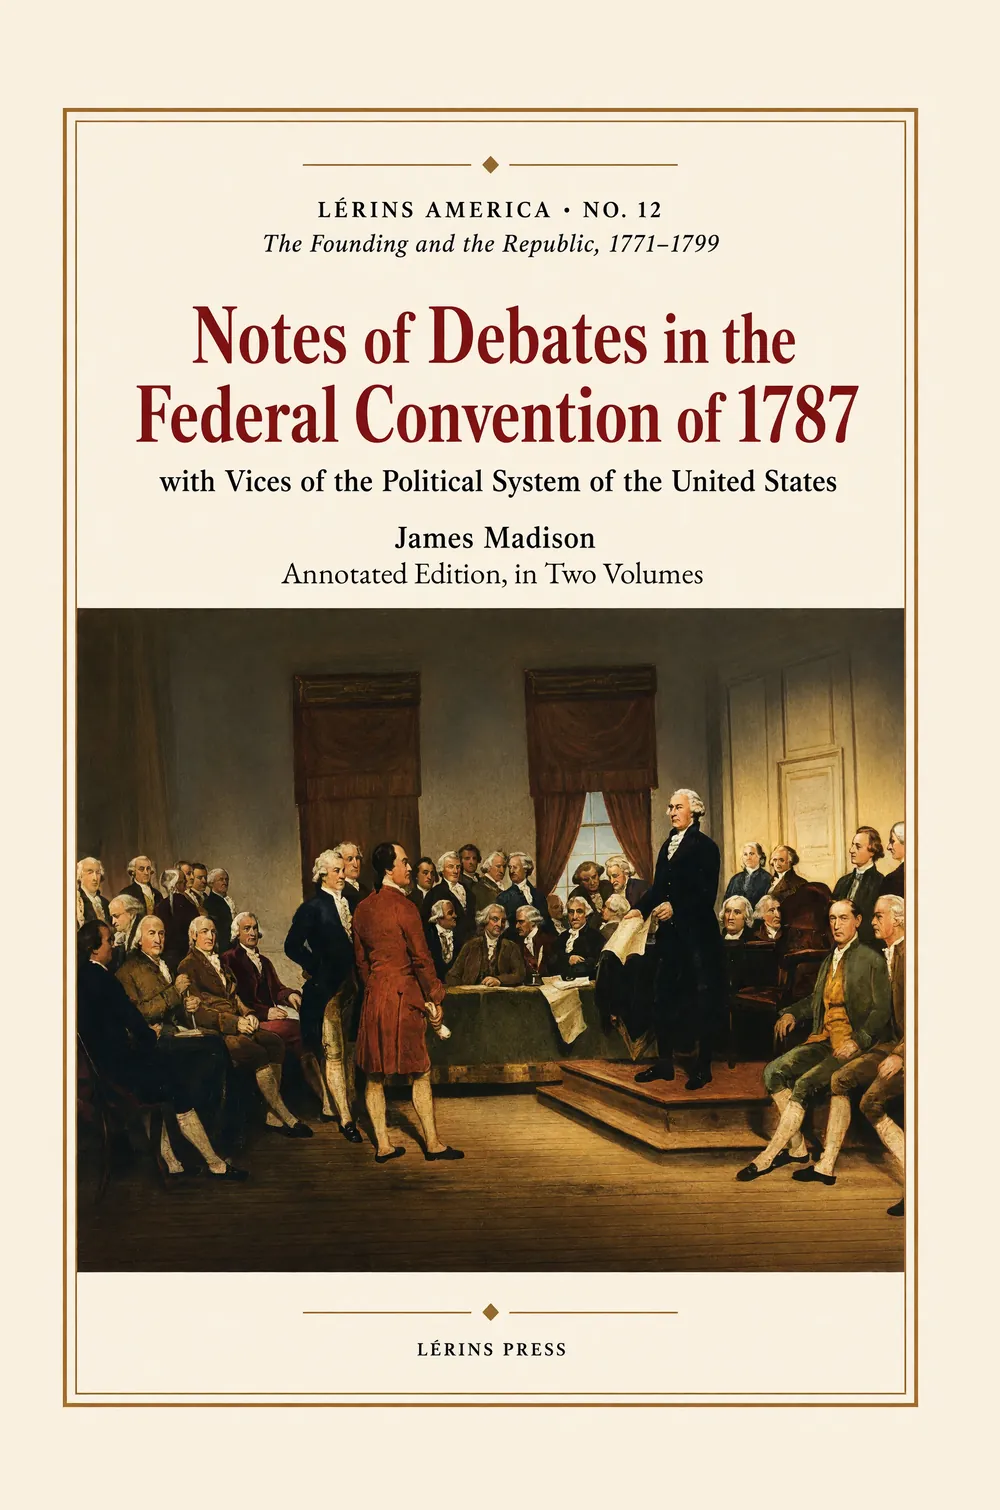 LÉRINS AMERICA • NO. 12
The Founding and the Republic, 1771–1799
Notes of Debates in the
Federal Convention of 1787
with Vices of the Political System of the United States
James Madison
Annotated Edition, in Two Volumes
LÉRINS PRESS